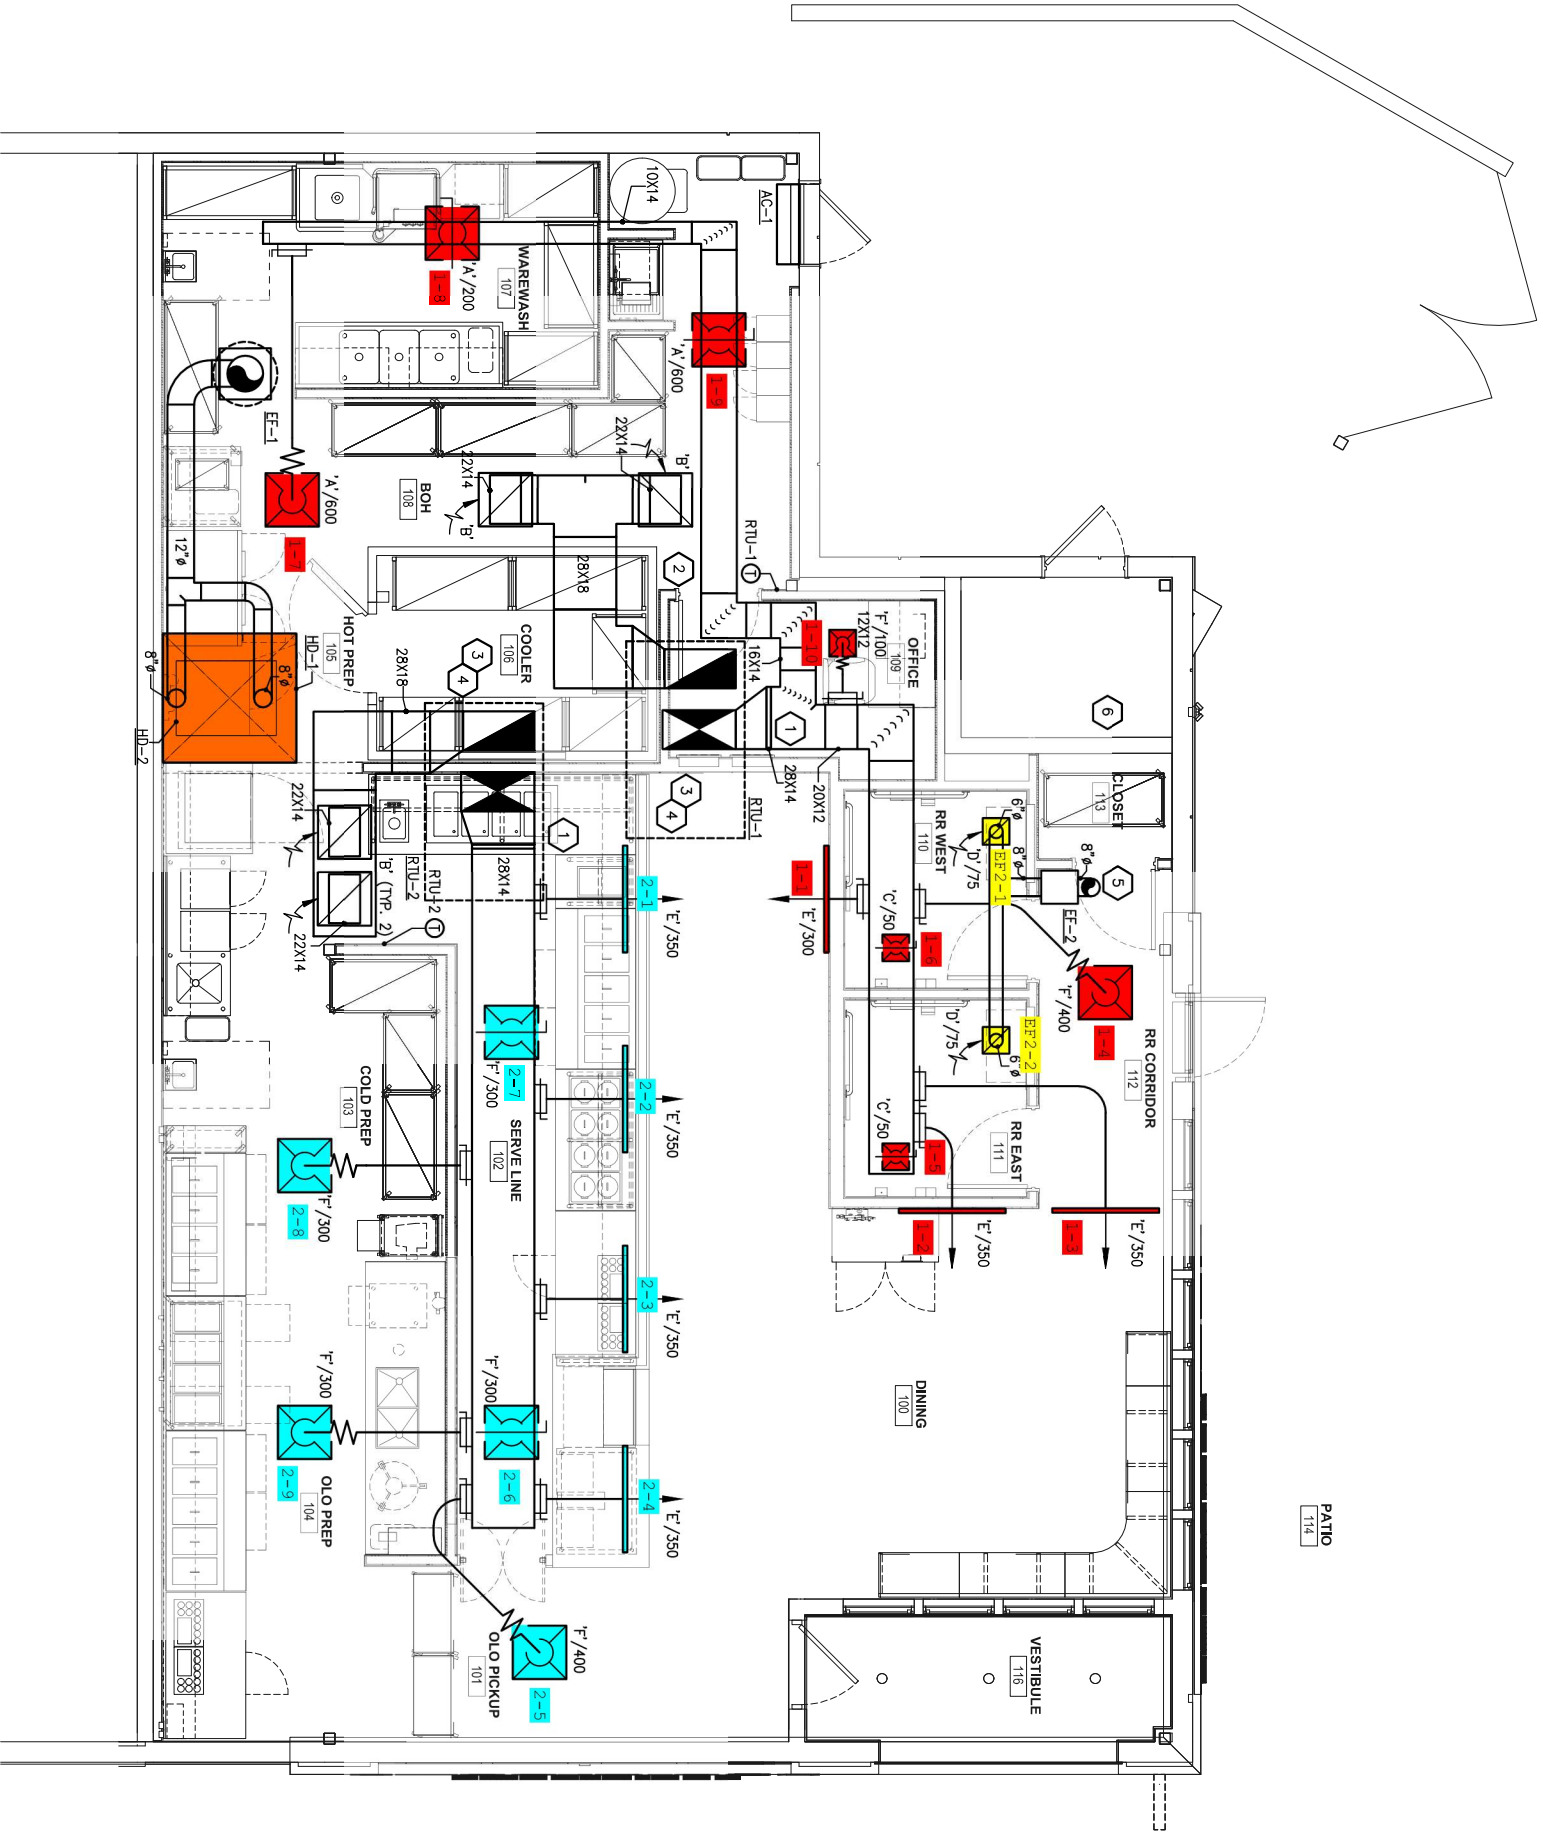 10X14
AC-1
'A'/200
1-8
WAREWASH
107
'A'/600
1-9
EF-1
'A'/600
1-7
22X14
'B'
22X14
'B'
BOH
108
12"ø
28X18
2
RTU-1
T
HOT PREP
105
HD-1
8"ø
8"ø
HD-2
COOLER
106
28X18
3
4
1-10
'F'/100
12X12
OFFICE
109
16X14
1
28X14
20X12
3
4
RTU-1
6
CLOSET
113
22X14
'B' (TYP. 2)
22X14
RTU-2
RTU-2
T
1
28X14
2-1
'E'/350
1-1
'E'/300
RR WEST
110
6"ø
'D'/75
EF2-1
8"ø
8"ø
5
EF-2
'C'/50
1-6
'F'/400
1-4
RR CORRIDOR
112
'D'/75
EF2-2
6"ø
'C'/50
1-5
RR EAST
111
1-2
'E'/350
1-3
'E'/350
COLD PREP
103
2-7
'F'/300
2-2
'E'/350
SERVE LINE
102
'F'/300
2-8
2-3
'E'/350
'F'/300
2-9
OLO PREP
104
'F'/300
2-6
2-4
'E'/350
DINING
100
OLO PICKUP
101
'F'/400
2-5
VESTIBULE
116
PATIO
114